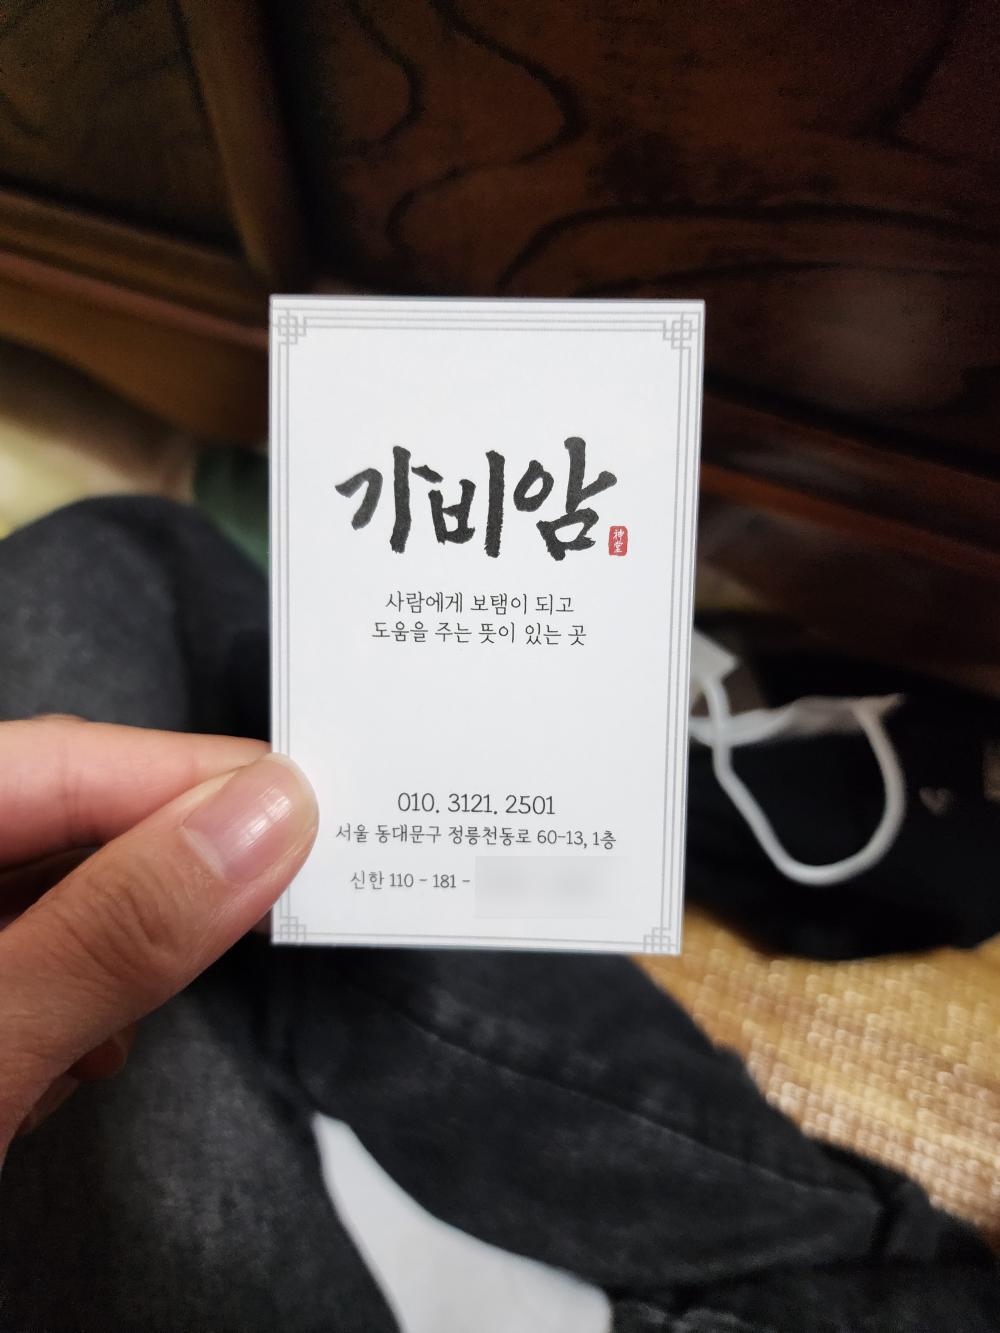 가비암
神堂
사람에게 보탬이 되고
도움을 주는 뜻이 있는 곳
010. 3121. 2501
서울 동대문구 정릉천동로 60-13, 1층
신한 110 - 181 -